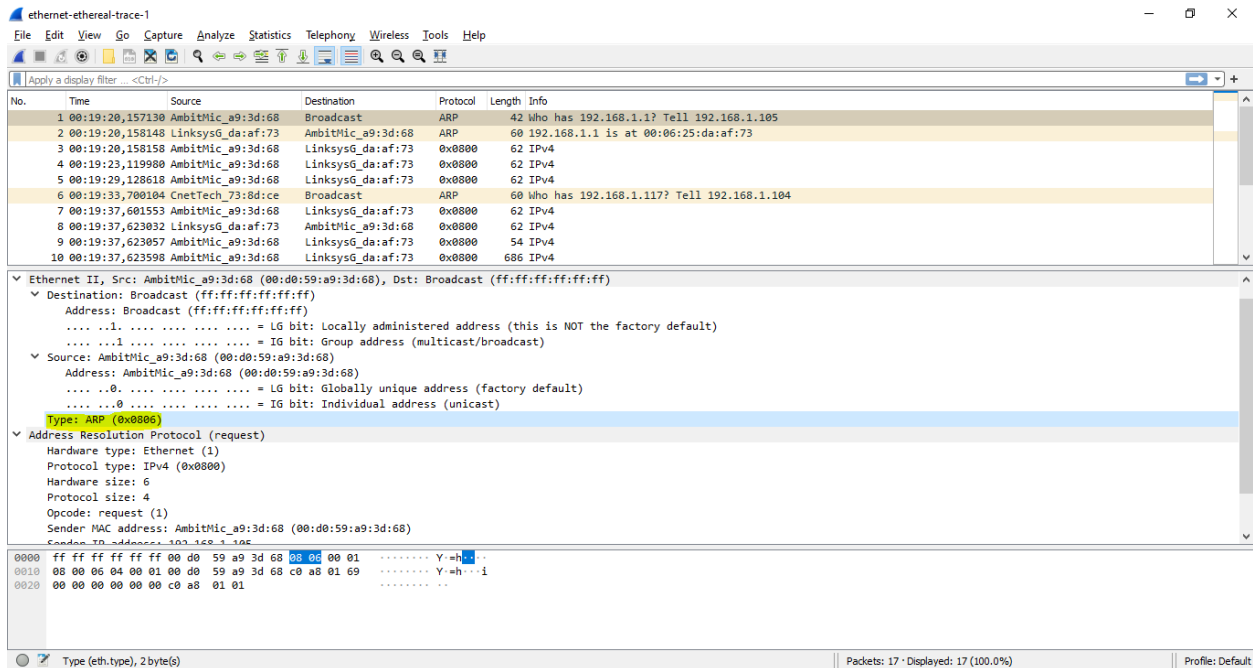 ethernet-ethereal-trace-1
File Edit View Go Capture Analyze Statistics Telephony Wireless Tools Help
Apply a display filter ... <Ctrl-/>
No. Time Source Destination Protocol Length Info
1 00:19:20,157130 AmbitMic_a9:3d:68 Broadcast ARP 42 Who has 192.168.1.1? Tell 192.168.1.105
2 00:19:20,158148 LinksysG_da:af:73 AmbitMic_a9:3d:68 ARP 60 192.168.1.1 is at 00:06:25:da:af:73
3 00:19:20,158158 AmbitMic_a9:3d:68 LinksysG_da:af:73 0x0800 62 IPv4
4 00:19:23,119980 AmbitMic_a9:3d:68 LinksysG_da:af:73 0x0800 62 IPv4
5 00:19:29,128618 AmbitMic_a9:3d:68 LinksysG_da:af:73 0x0800 62 IPv4
6 00:19:33,700104 CnetTech_73:8d:ce Broadcast ARP 60 Who has 192.168.1.117? Tell 192.168.1.104
7 00:19:37,601553 AmbitMic_a9:3d:68 LinksysG_da:af:73 0x0800 62 IPv4
8 00:19:37,623032 LinksysG_da:af:73 AmbitMic_a9:3d:68 0x0800 62 IPv4
9 00:19:37,623057 AmbitMic_a9:3d:68 LinksysG_da:af:73 0x0800 54 IPv4
10 00:19:37,623598 AmbitMic_a9:3d:68 LinksysG_da:af:73 0x0800 686 IPv4
Ethernet II, Src: AmbitMic_a9:3d:68 (00:d0:59:a9:3d:68), Dst: Broadcast (ff:ff:ff:ff:ff:ff)
Destination: Broadcast (ff:ff:ff:ff:ff:ff)
Address: Broadcast (ff:ff:ff:ff:ff:ff)
.... ..1. .... .... .... .... = LG bit: Locally administered address (this is NOT the factory default)
.... ...1 .... .... .... .... = IG bit: Group address (multicast/broadcast)
Source: AmbitMic_a9:3d:68 (00:d0:59:a9:3d:68)
Address: AmbitMic_a9:3d:68 (00:d0:59:a9:3d:68)
.... ..0. .... .... .... .... = LG bit: Globally unique address (factory default)
.... ...0 .... .... .... .... = IG bit: Individual address (unicast)
Type: ARP (0x0806)
Address Resolution Protocol (request)
Hardware type: Ethernet (1)
Protocol type: IPv4 (0x0800)
Hardware size: 6
Protocol size: 4
Opcode: request (1)
Sender MAC address: AmbitMic_a9:3d:68 (00:d0:59:a9:3d:68)
Sender IP address: 192.168.1.105
0000 ff ff ff ff ff ff 00 d0 59 a9 3d 68 08 06 00 01 ········ Y·=h····
0010 08 00 06 04 00 01 00 d0 59 a9 3d 68 c0 a8 01 69 ········ Y·=h···i
0020 00 00 00 00 00 00 c0 a8 01 01 ········ ··
Type (eth.type), 2 byte(s) Packets: 17 · Displayed: 17 (100.0%) Profile: Default